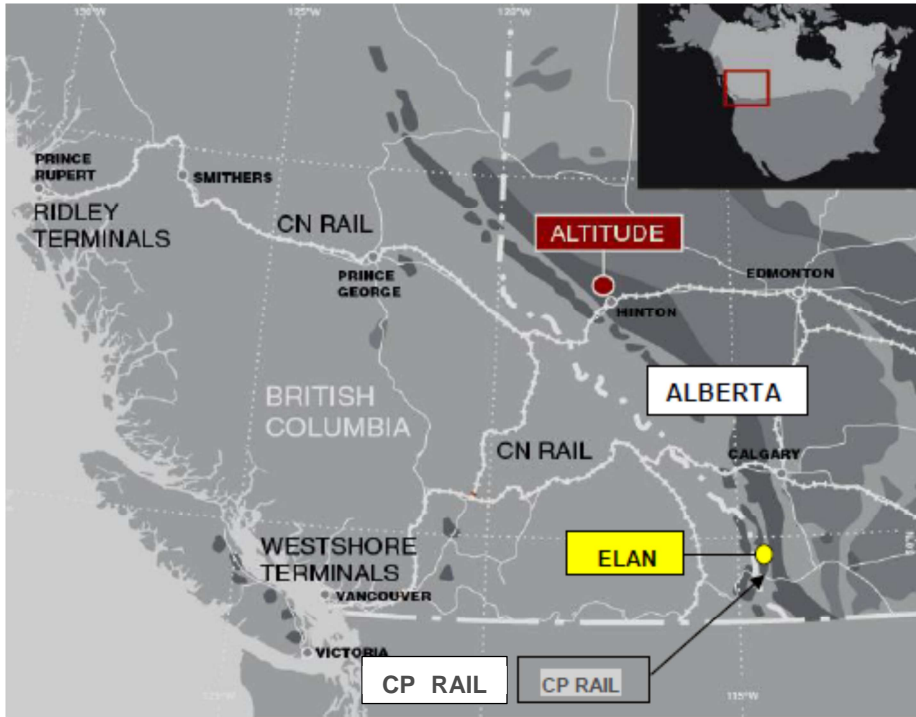 130°W
125°W
120°W
PRINCE
RUPERT
RIDLEY
TERMINALS
SMITHERS
CN RAIL
PRINCE
GEORGE
ALTITUDE
HINTON
EDMONTON
BRITISH
COLUMBIA
ALBERTA
CN RAIL
CALGARY
WESTSHORE
TERMINALS
VANCOUVER
ELAN
VICTORIA
CP RAIL
CP RAIL
115°W